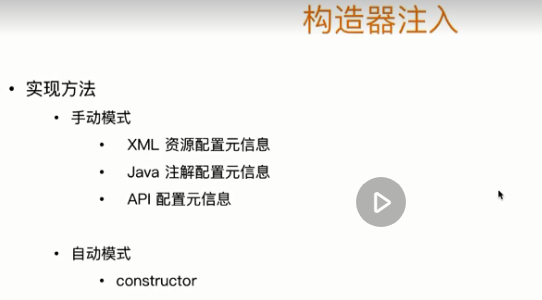 构造器注入
• 实现方法
• 手动模式
• XML 资源配置元信息
• Java 注解配置元信息
• API 配置元信息
• 自动模式
• constructor